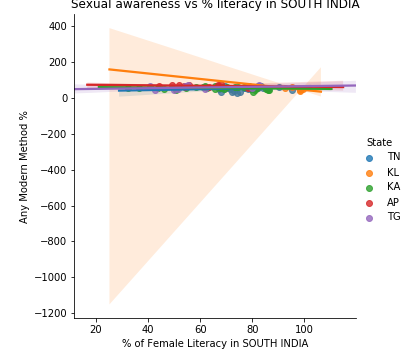 Sexual awareness vs % literacy in SOUTH INDIA
400
200
0
−200
−400
−600
−800
−1000
−1200
Any Modern Method %
20 40 60 80 100
% of Female Literacy in SOUTH INDIA
State
TN
KL
KA
AP
TG